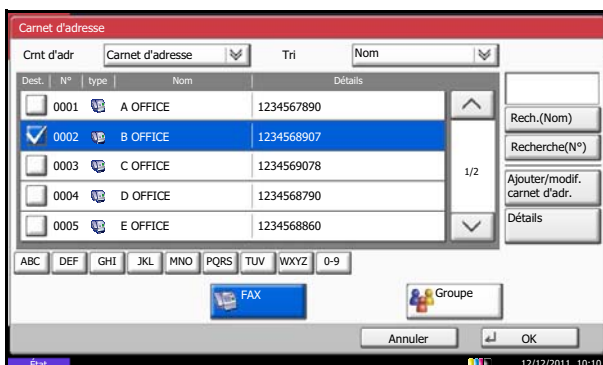 Carnet d'adresse
Crnt d'adr Carnet d'adresse Tri Nom
Dest. N° type Nom Détails
0001 A OFFICE 1234567890
0002 B OFFICE 1234568907
0003 C OFFICE 1234569078
0004 D OFFICE 1234568790
0005 E OFFICE 1234568860
1/2
Rech.(Nom)
Recherche(N°)
Ajouter/modif.
carnet d'adr.
Détails
ABC DEF GHI JKL MNO PQRS TUV WXYZ 0-9
FAX Groupe
Annuler OK
État 12/12/2011 10:10